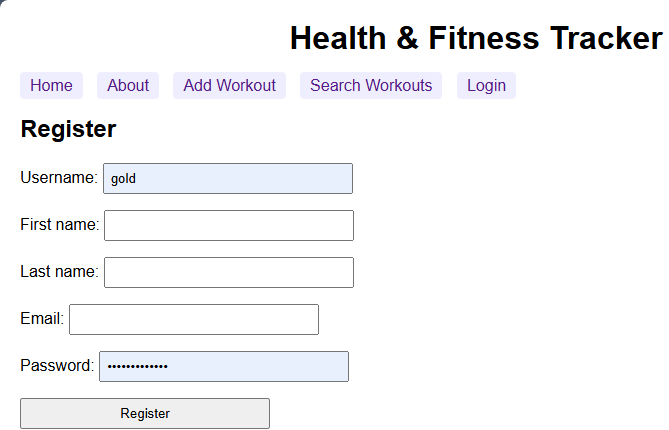 Health & Fitness Tracker
Home About Add Workout Search Workouts Login
Register
Username: gold
First name:
Last name:
Email:
Password: •••••••••••••
Register